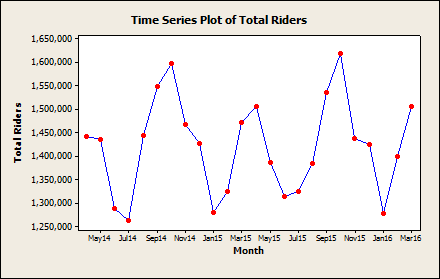 Time Series Plot of Total Riders
1,650,000
1,600,000
1,550,000
1,500,000
1,450,000
1,400,000
1,350,000
1,300,000
1,250,000
Total Riders
May14 Jul14 Sep14 Nov14 Jan15 Mar15 May15 Jul15 Sep15 Nov15 Jan16 Mar16
Month